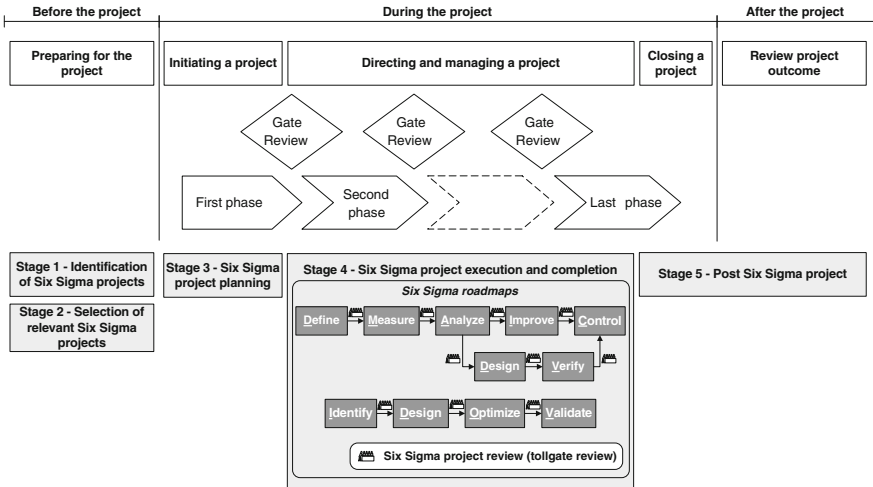 Before the project
During the project
After the project
Preparing for the
project
Initiating a project
Directing and managing a project
Closing a
project
Review project
outcome
Gate
Review
Gate
Review
Gate
Review
First phase
Second
phase
Last phase
Stage 1 - Identification
of Six Sigma projects
Stage 2 - Selection of
relevant Six Sigma
projects
Stage 3 - Six Sigma
project planning
Stage 4 - Six Sigma project execution and completion
Stage 5 - Post Six Sigma project
Six Sigma roadmaps
Define
Measure
Analyze
Improve
Control
Design
Verify
Identify
Design
Optimize
Validate
Six Sigma project review (tollgate review)